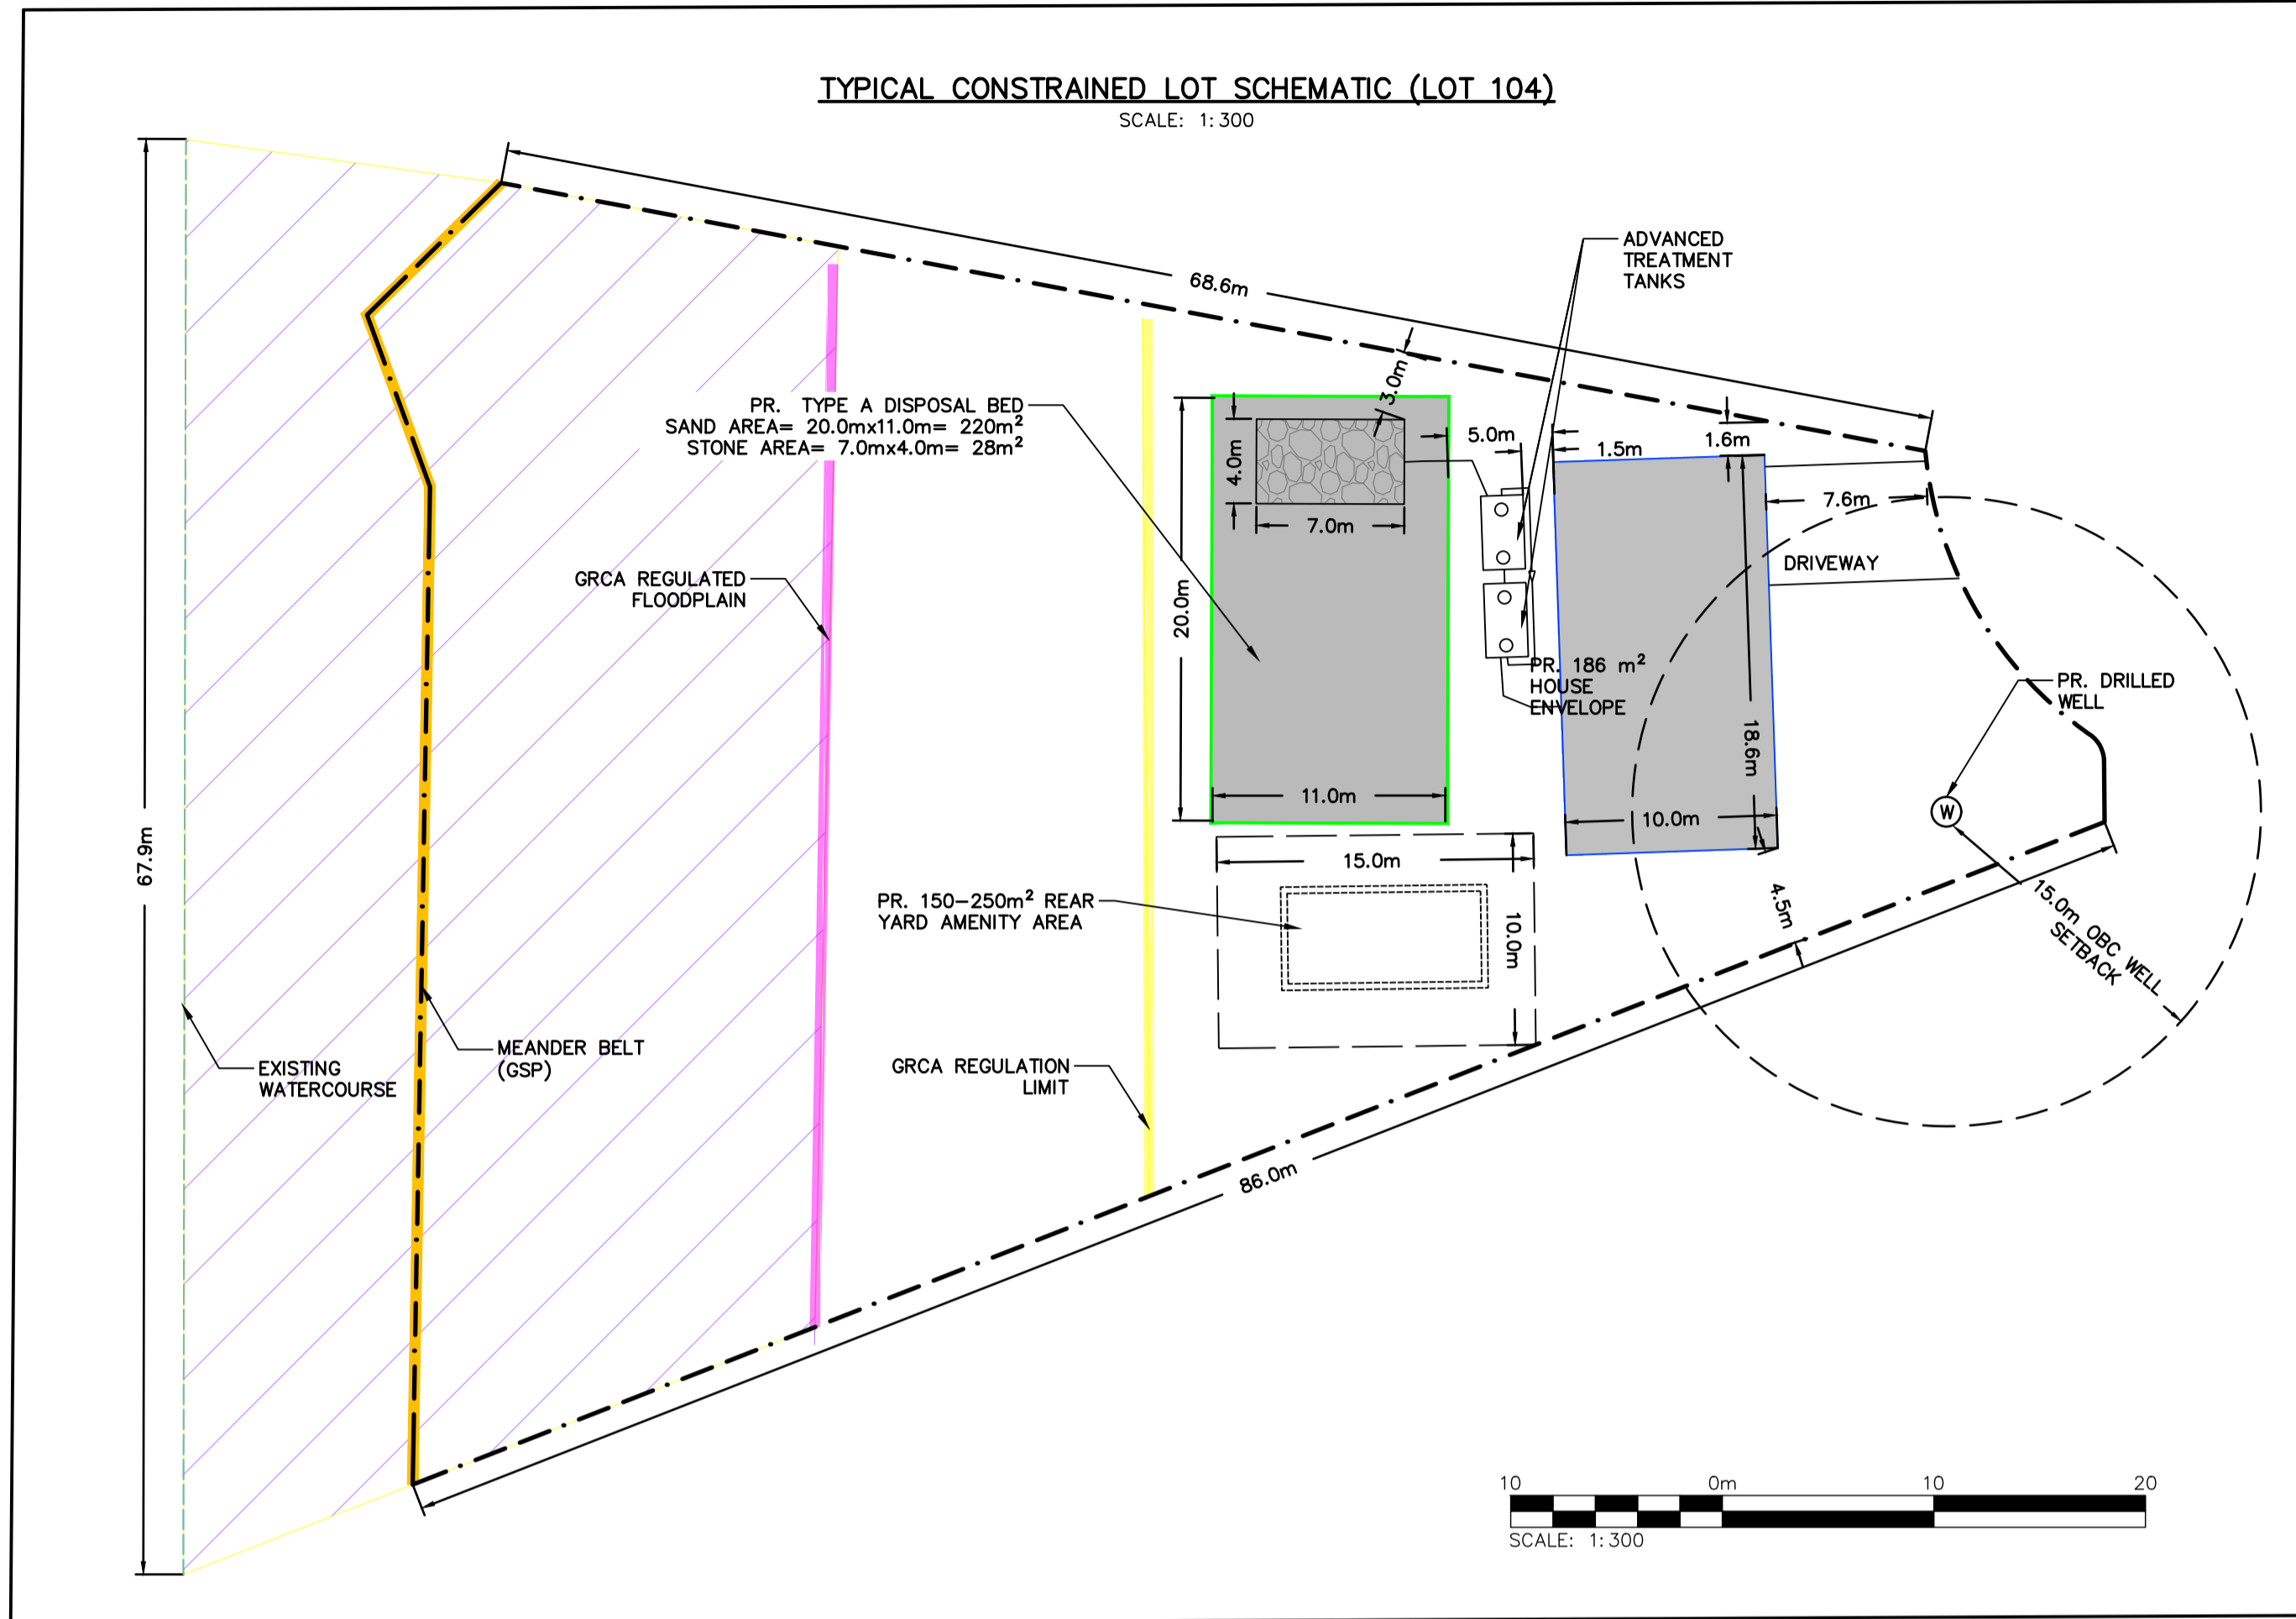 TYPICAL CONSTRAINED LOT SCHEMATIC (LOT 104)
SCALE: 1:300
68.6m
ADVANCED
TREATMENT
TANKS
3.0m
PR. TYPE A DISPOSAL BED
SAND AREA= 20.0mx11.0m= 220m²
STONE AREA= 7.0mx4.0m= 28m²
4.0m
7.0m
5.0m
1.5m
1.6m
7.6m
DRIVEWAY
GRCA REGULATED
FLOODPLAIN
20.0m
PR. 186 m²
HOUSE
ENVELOPE
18.6m
PR. DRILLED
WELL
W
11.0m
10.0m
67.9m
15.0m
10.0m
PR. 150-250m² REAR
YARD AMENITY AREA
4.5m
15.0m OBC WELL
SETBACK
EXISTING
WATERCOURSE
MEANDER BELT
(GSP)
GRCA REGULATION
LIMIT
86.0m
10 0m 10 20
SCALE: 1:300